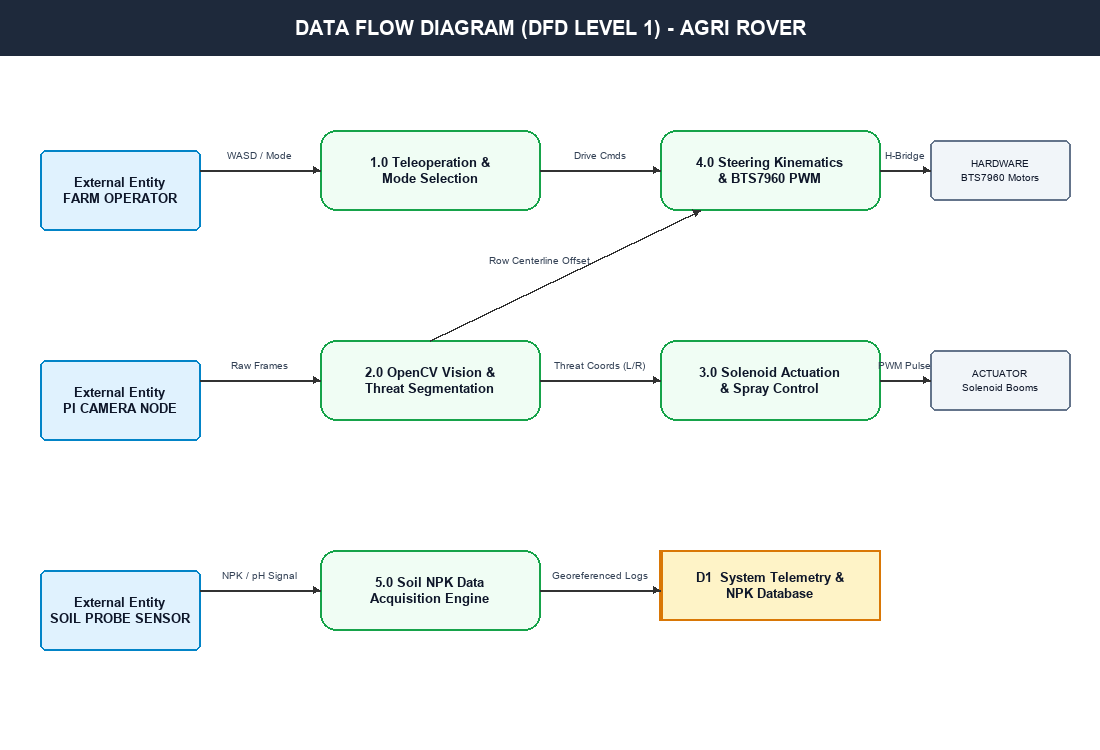 DATA FLOW DIAGRAM (DFD LEVEL 1) - AGRI ROVER
External Entity
FARM OPERATOR
WASD / Mode
1.0 Teleoperation &
Mode Selection
Drive Cmds
4.0 Steering Kinematics
& BTS7960 PWM
H-Bridge
HARDWARE
BTS7960 Motors
Row Centerline Offset
External Entity
PI CAMERA NODE
Raw Frames
2.0 OpenCV Vision &
Threat Segmentation
Threat Coords (L/R)
3.0 Solenoid Actuation
& Spray Control
PWM Pulse
ACTUATOR
Solenoid Booms
External Entity
SOIL PROBE SENSOR
NPK / pH Signal
5.0 Soil NPK Data
Acquisition Engine
Georeferenced Logs
D1  System Telemetry &
NPK Database